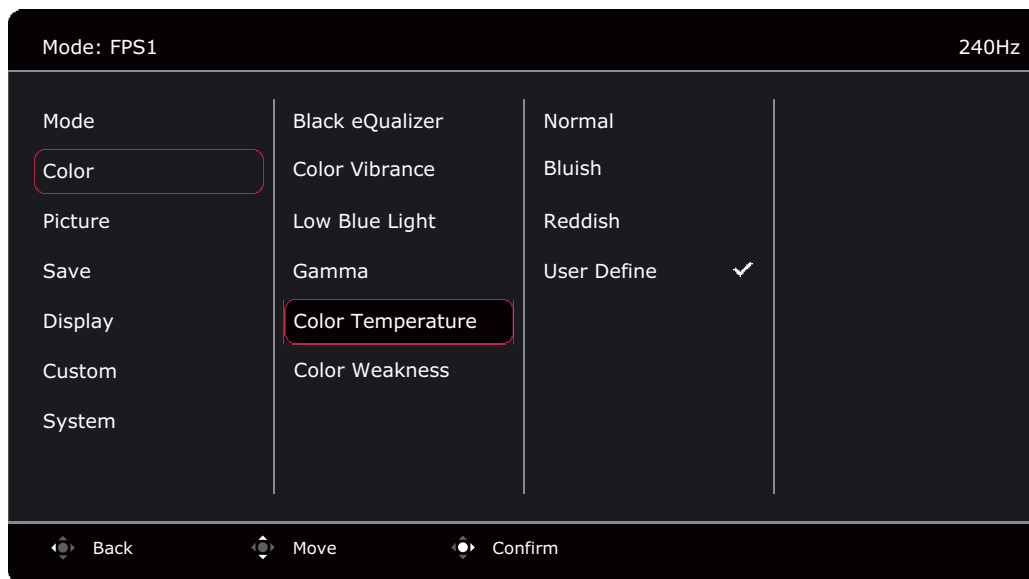 Mode: FPS1 240Hz
Mode
Color
Picture
Save
Display
Custom
System
Black eQualizer
Color Vibrance
Low Blue Light
Gamma
Color Temperature
Color Weakness
Normal
Bluish
Reddish
User Define
Back Move Confirm